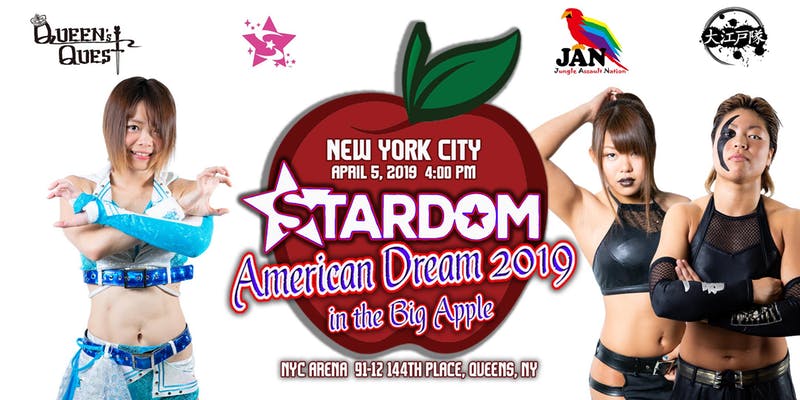 QUEEN'S
QUEST
JAN
Jungle Assault Nation
大江戸隊
NEW YORK CITY
APRIL 5, 2019 4:00 PM
STARDOM
American Dream 2019
in the Big Apple
NYC ARENA 91-12 144TH PLACE, QUEENS, NY